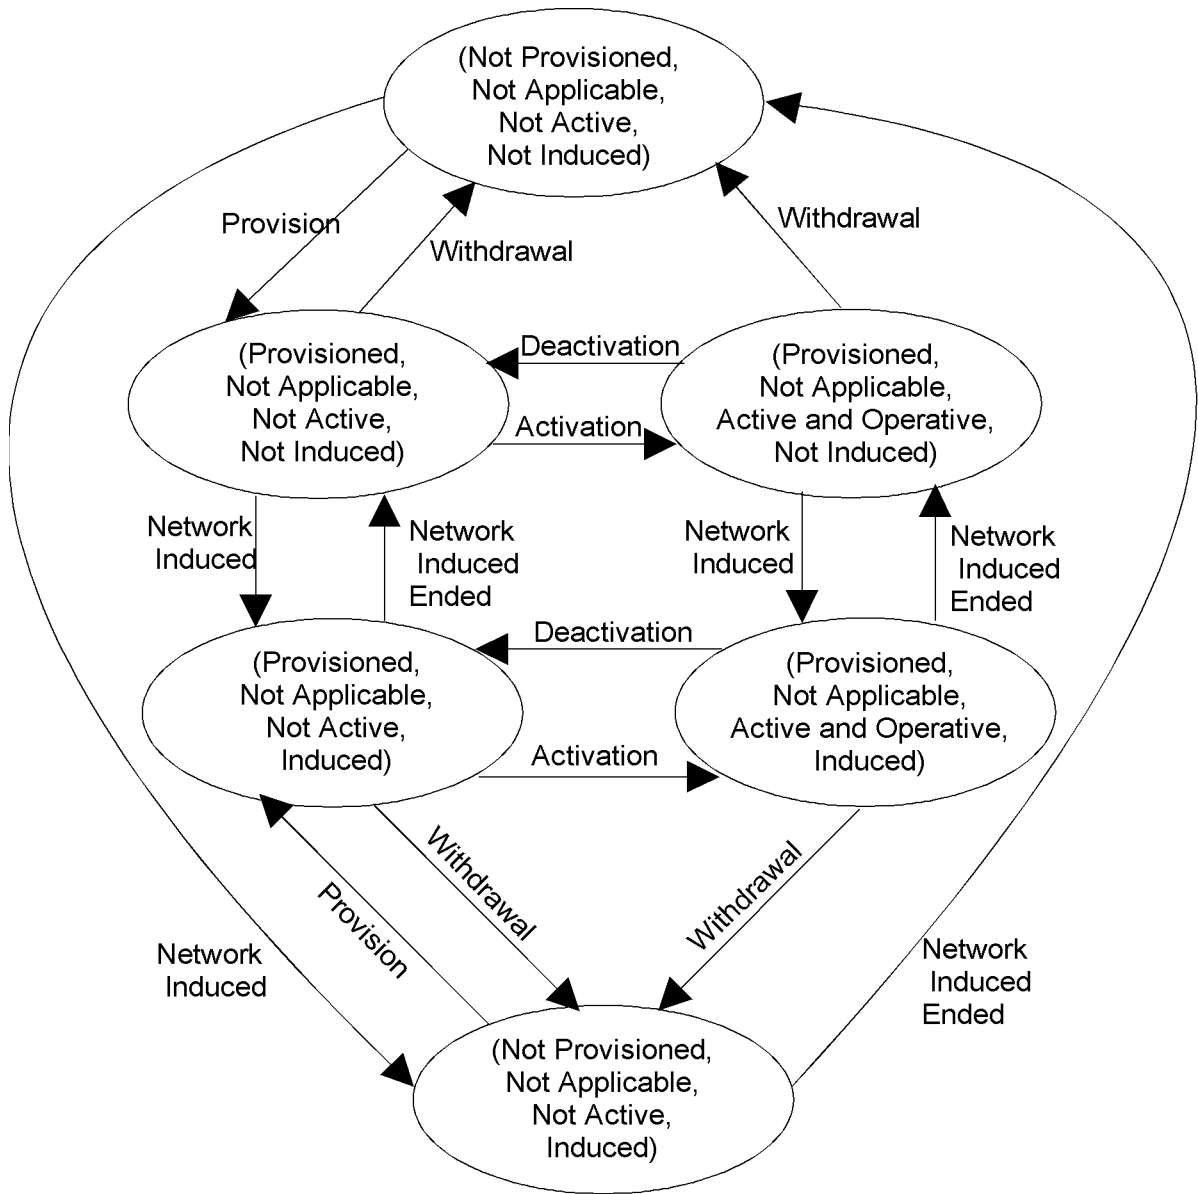 (Not Provisioned,
Not Applicable,
Not Active,
Not Induced)
Provision
Withdrawal
Withdrawal
(Provisioned,
Not Applicable,
Not Active,
Not Induced)
Deactivation
Activation
(Provisioned,
Not Applicable,
Active and Operative,
Not Induced)
Network
Induced
Network
Induced
Ended
Network
Induced
Network
Induced
Ended
(Provisioned,
Not Applicable,
Not Active,
Induced)
Deactivation
Activation
(Provisioned,
Not Applicable,
Active and Operative,
Induced)
Withdrawal
Provision
Withdrawal
Network
Induced
Network
Induced
Ended
(Not Provisioned,
Not Applicable,
Not Active,
Induced)